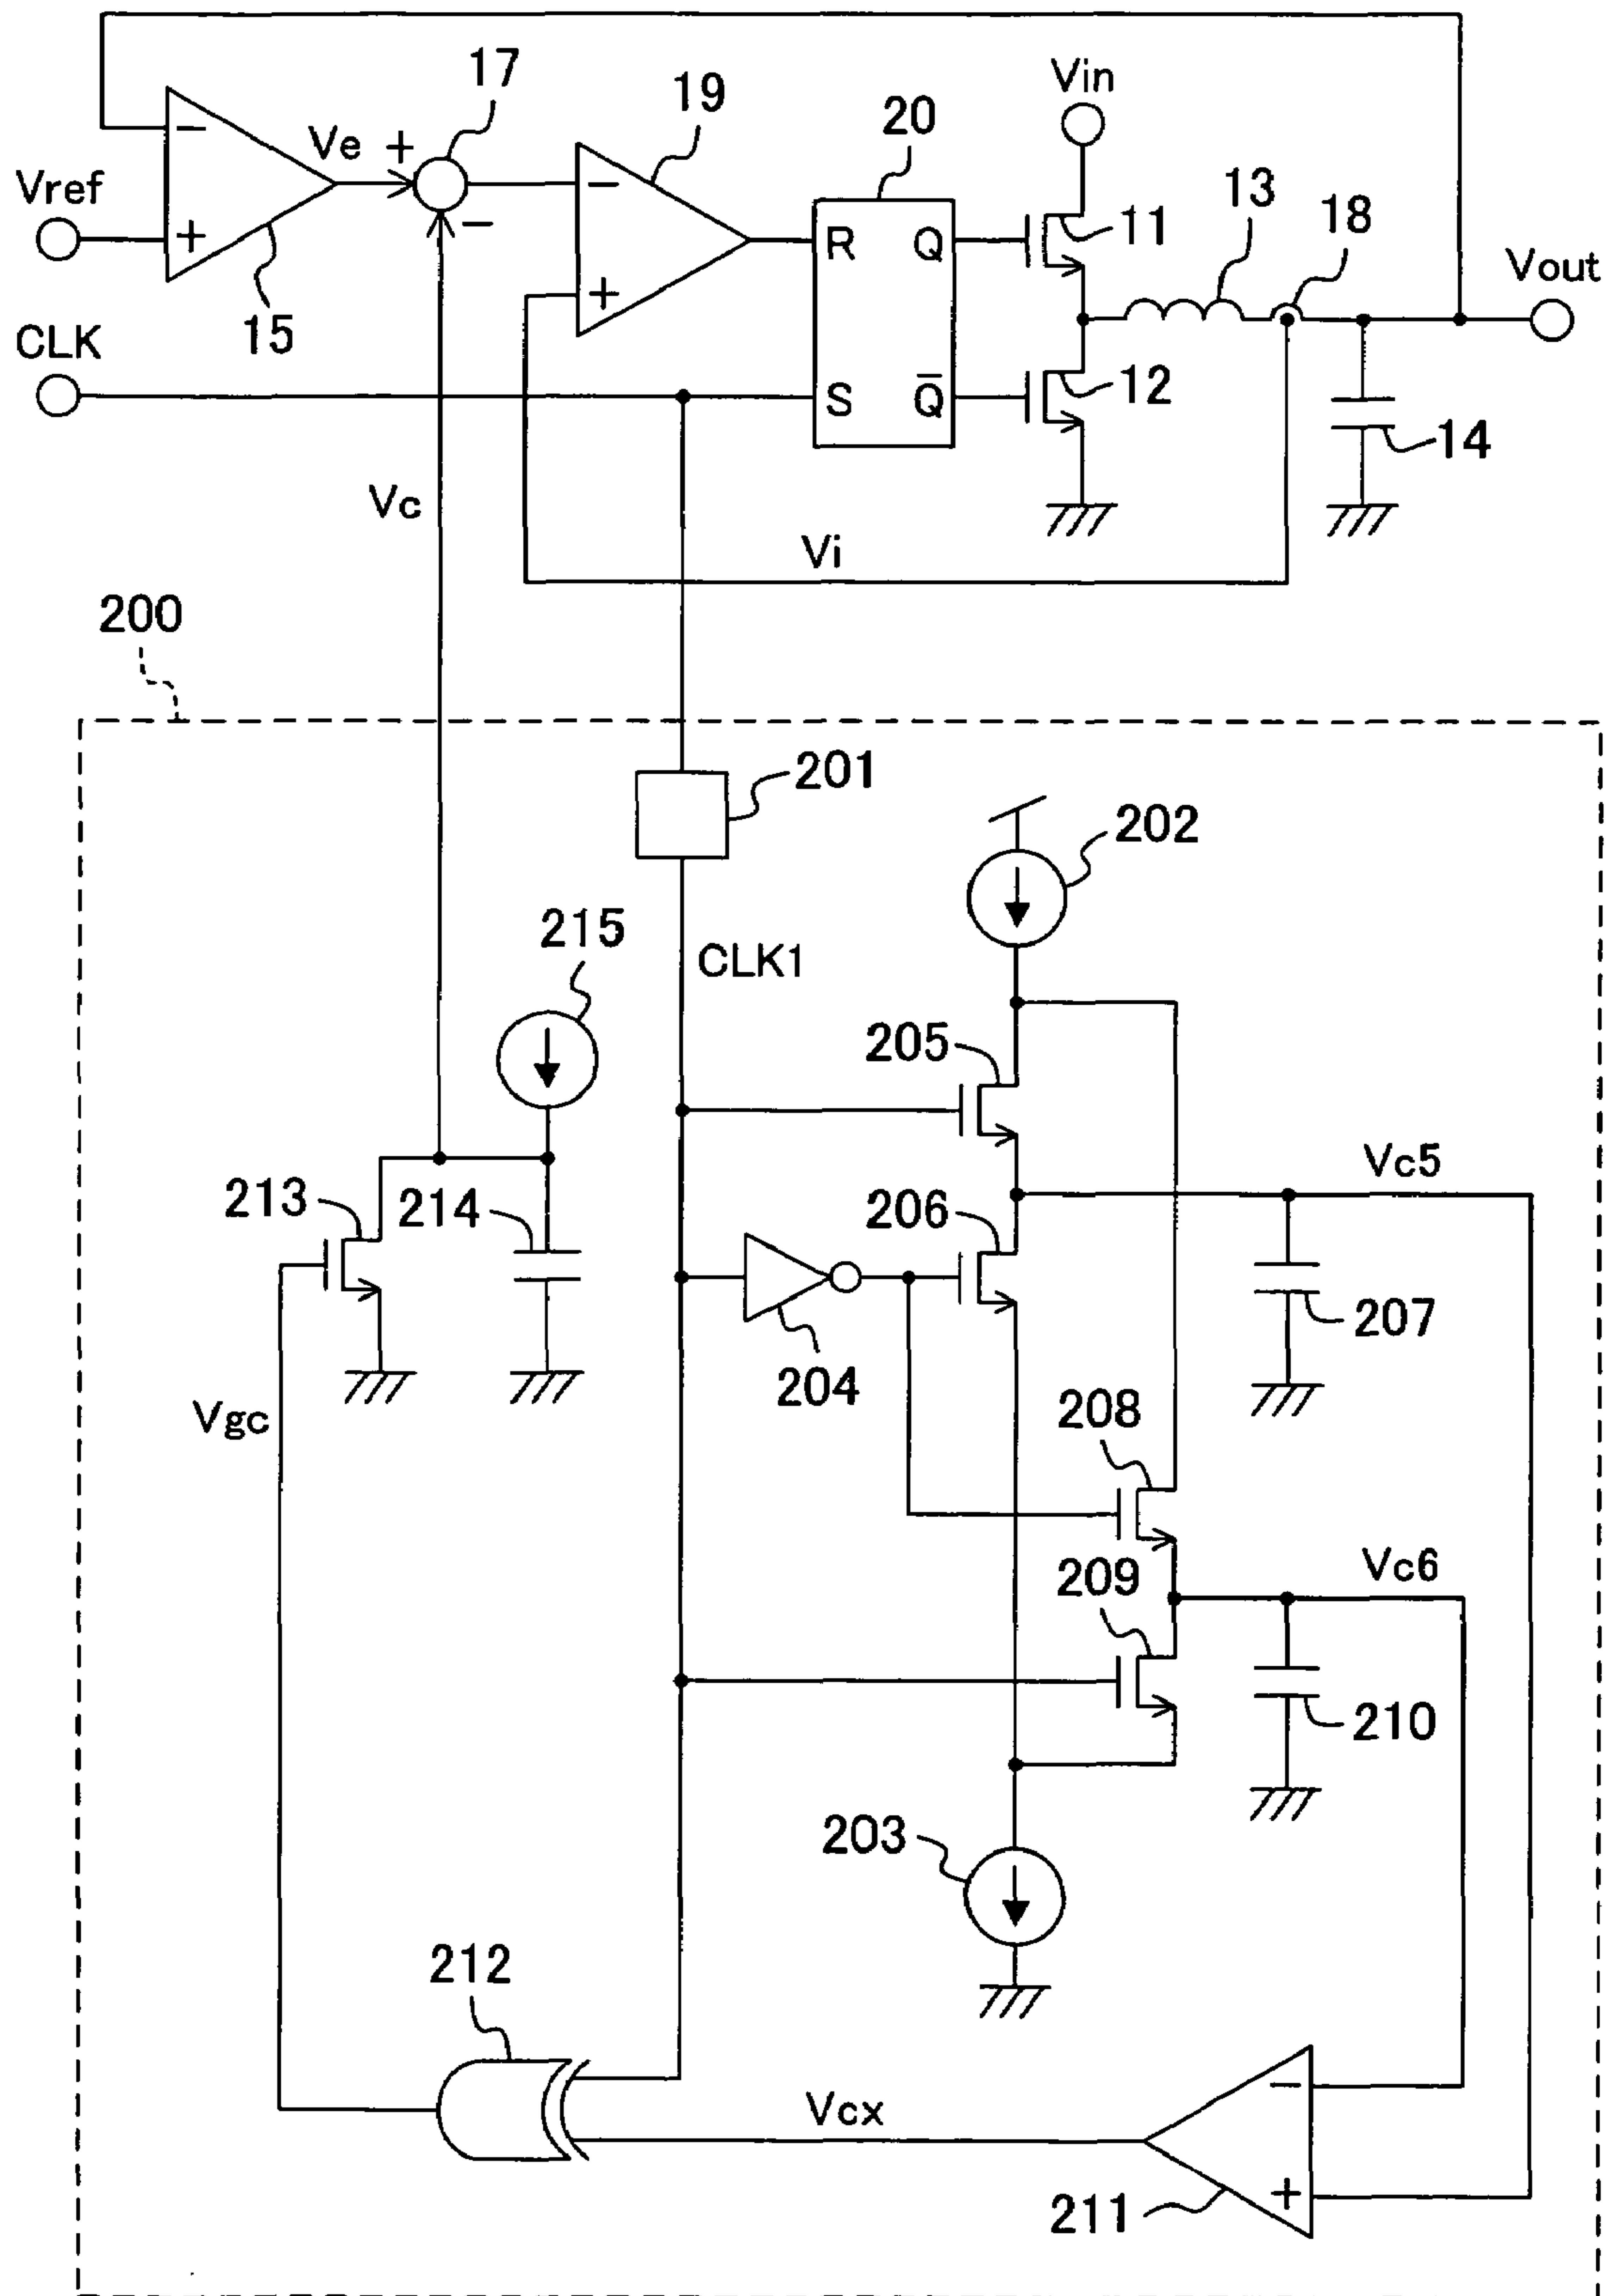 17
Vin
19
20
Ve
+
−
Vref
+
−
−
13
18
+
R
Q
11
Vout
CLK
15
+
S
Q̅
12
14
Vc
Vi
200
201
202
215
CLK1
205
Vc5
213
214
206
207
204
Vgc
208
Vc6
209
210
203
212
Vcx
−
+
211